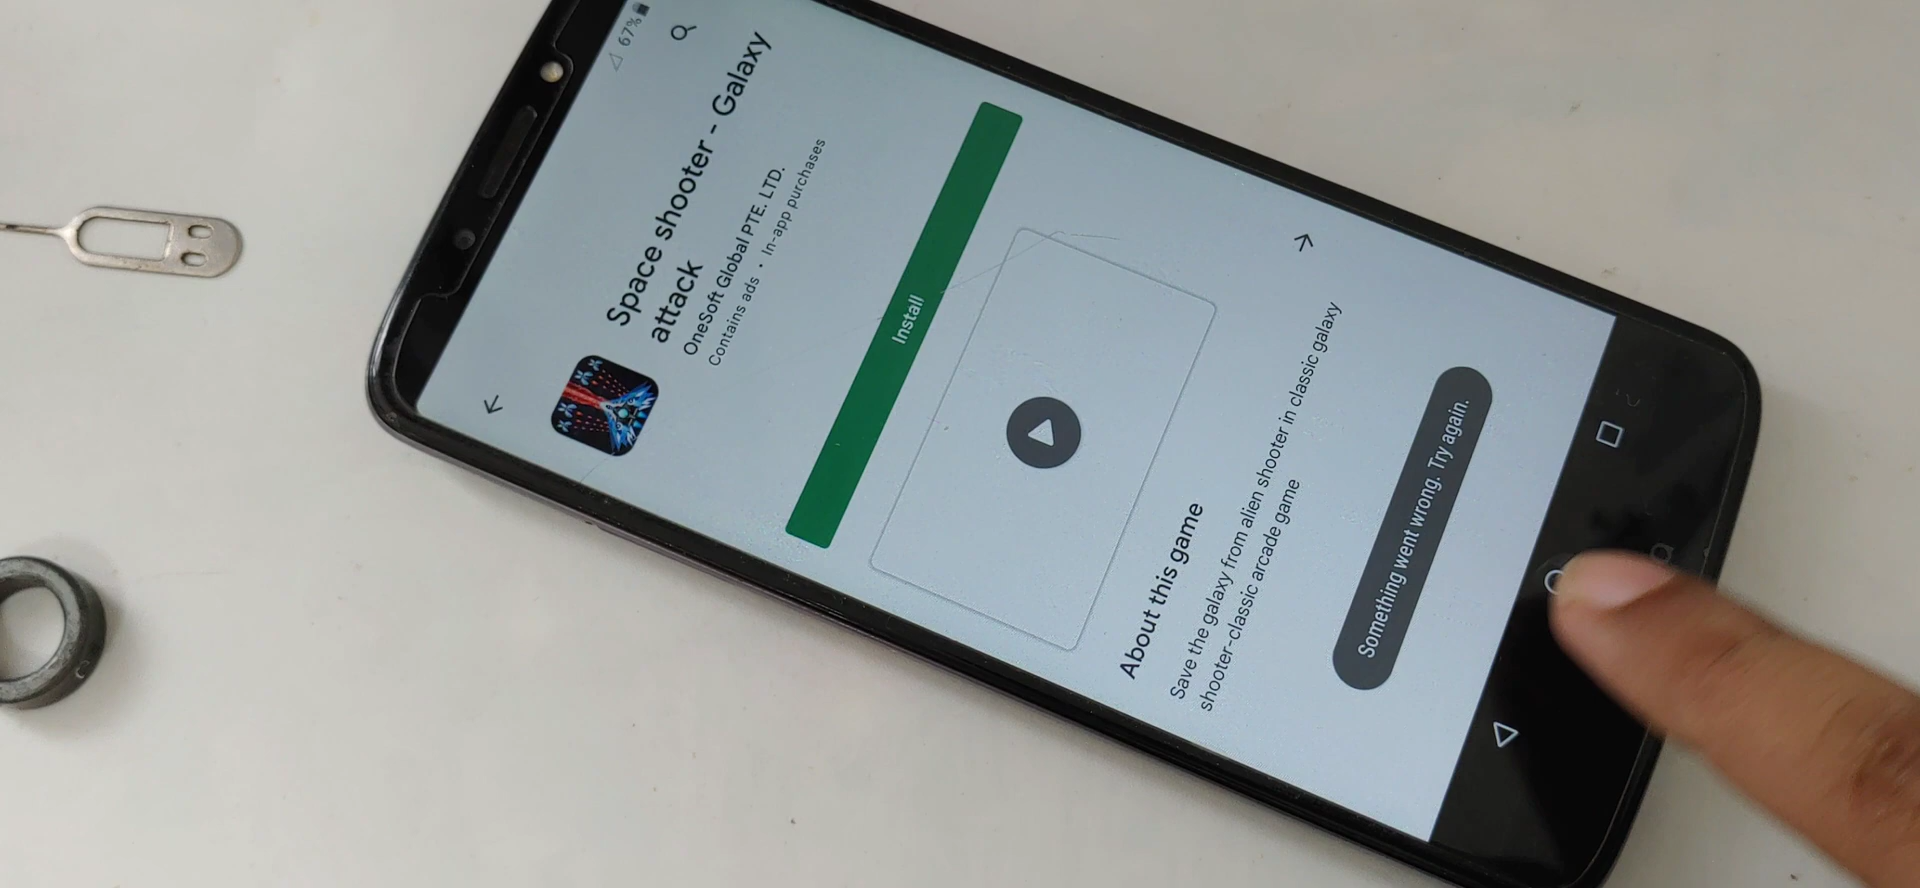 67%
Space shooter - Galaxy
attack
OneSoft Global PTE. LTD.
Contains ads • In-app purchases
Install
About this game
Save the galaxy from alien shooter in classic galaxy
shooter-classic arcade game
Something went wrong. Try again.